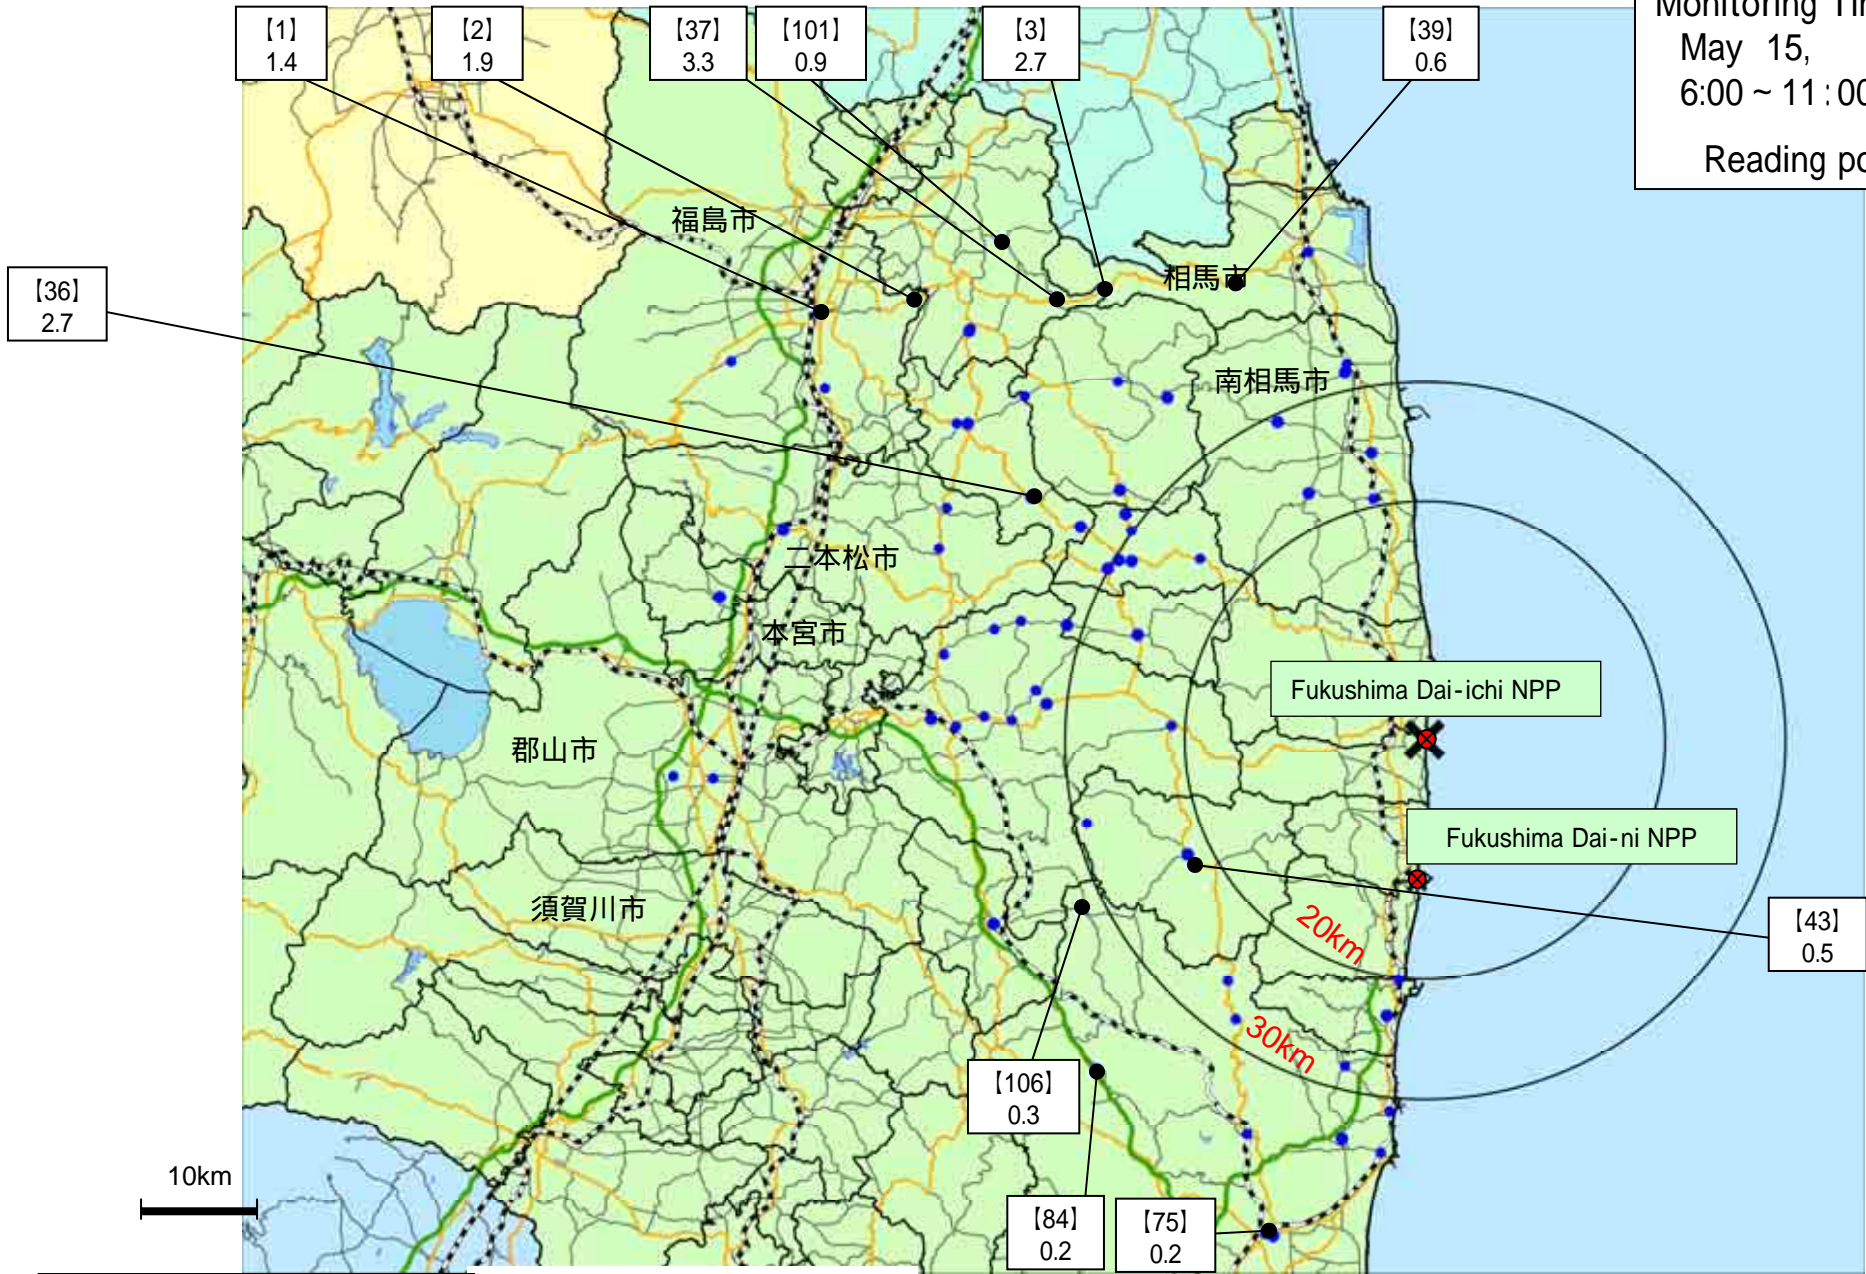 Monitoring
May 15,
6:00 ~ 11:00
Reading
【1】
1.4
【2】
1.9
【37】
3.3
【101】
0.9
【3】
2.7
【39】
0.6
【36】
2.7
福島市
相馬市
南相馬市
二本松市
本宮市
郡山市
須賀川市
Fukushima Dai-ichi NPP
Fukushima Dai-ni NPP
20km
30km
【43】
0.5
【106】
0.3
【84】
0.2
【75】
0.2
10km